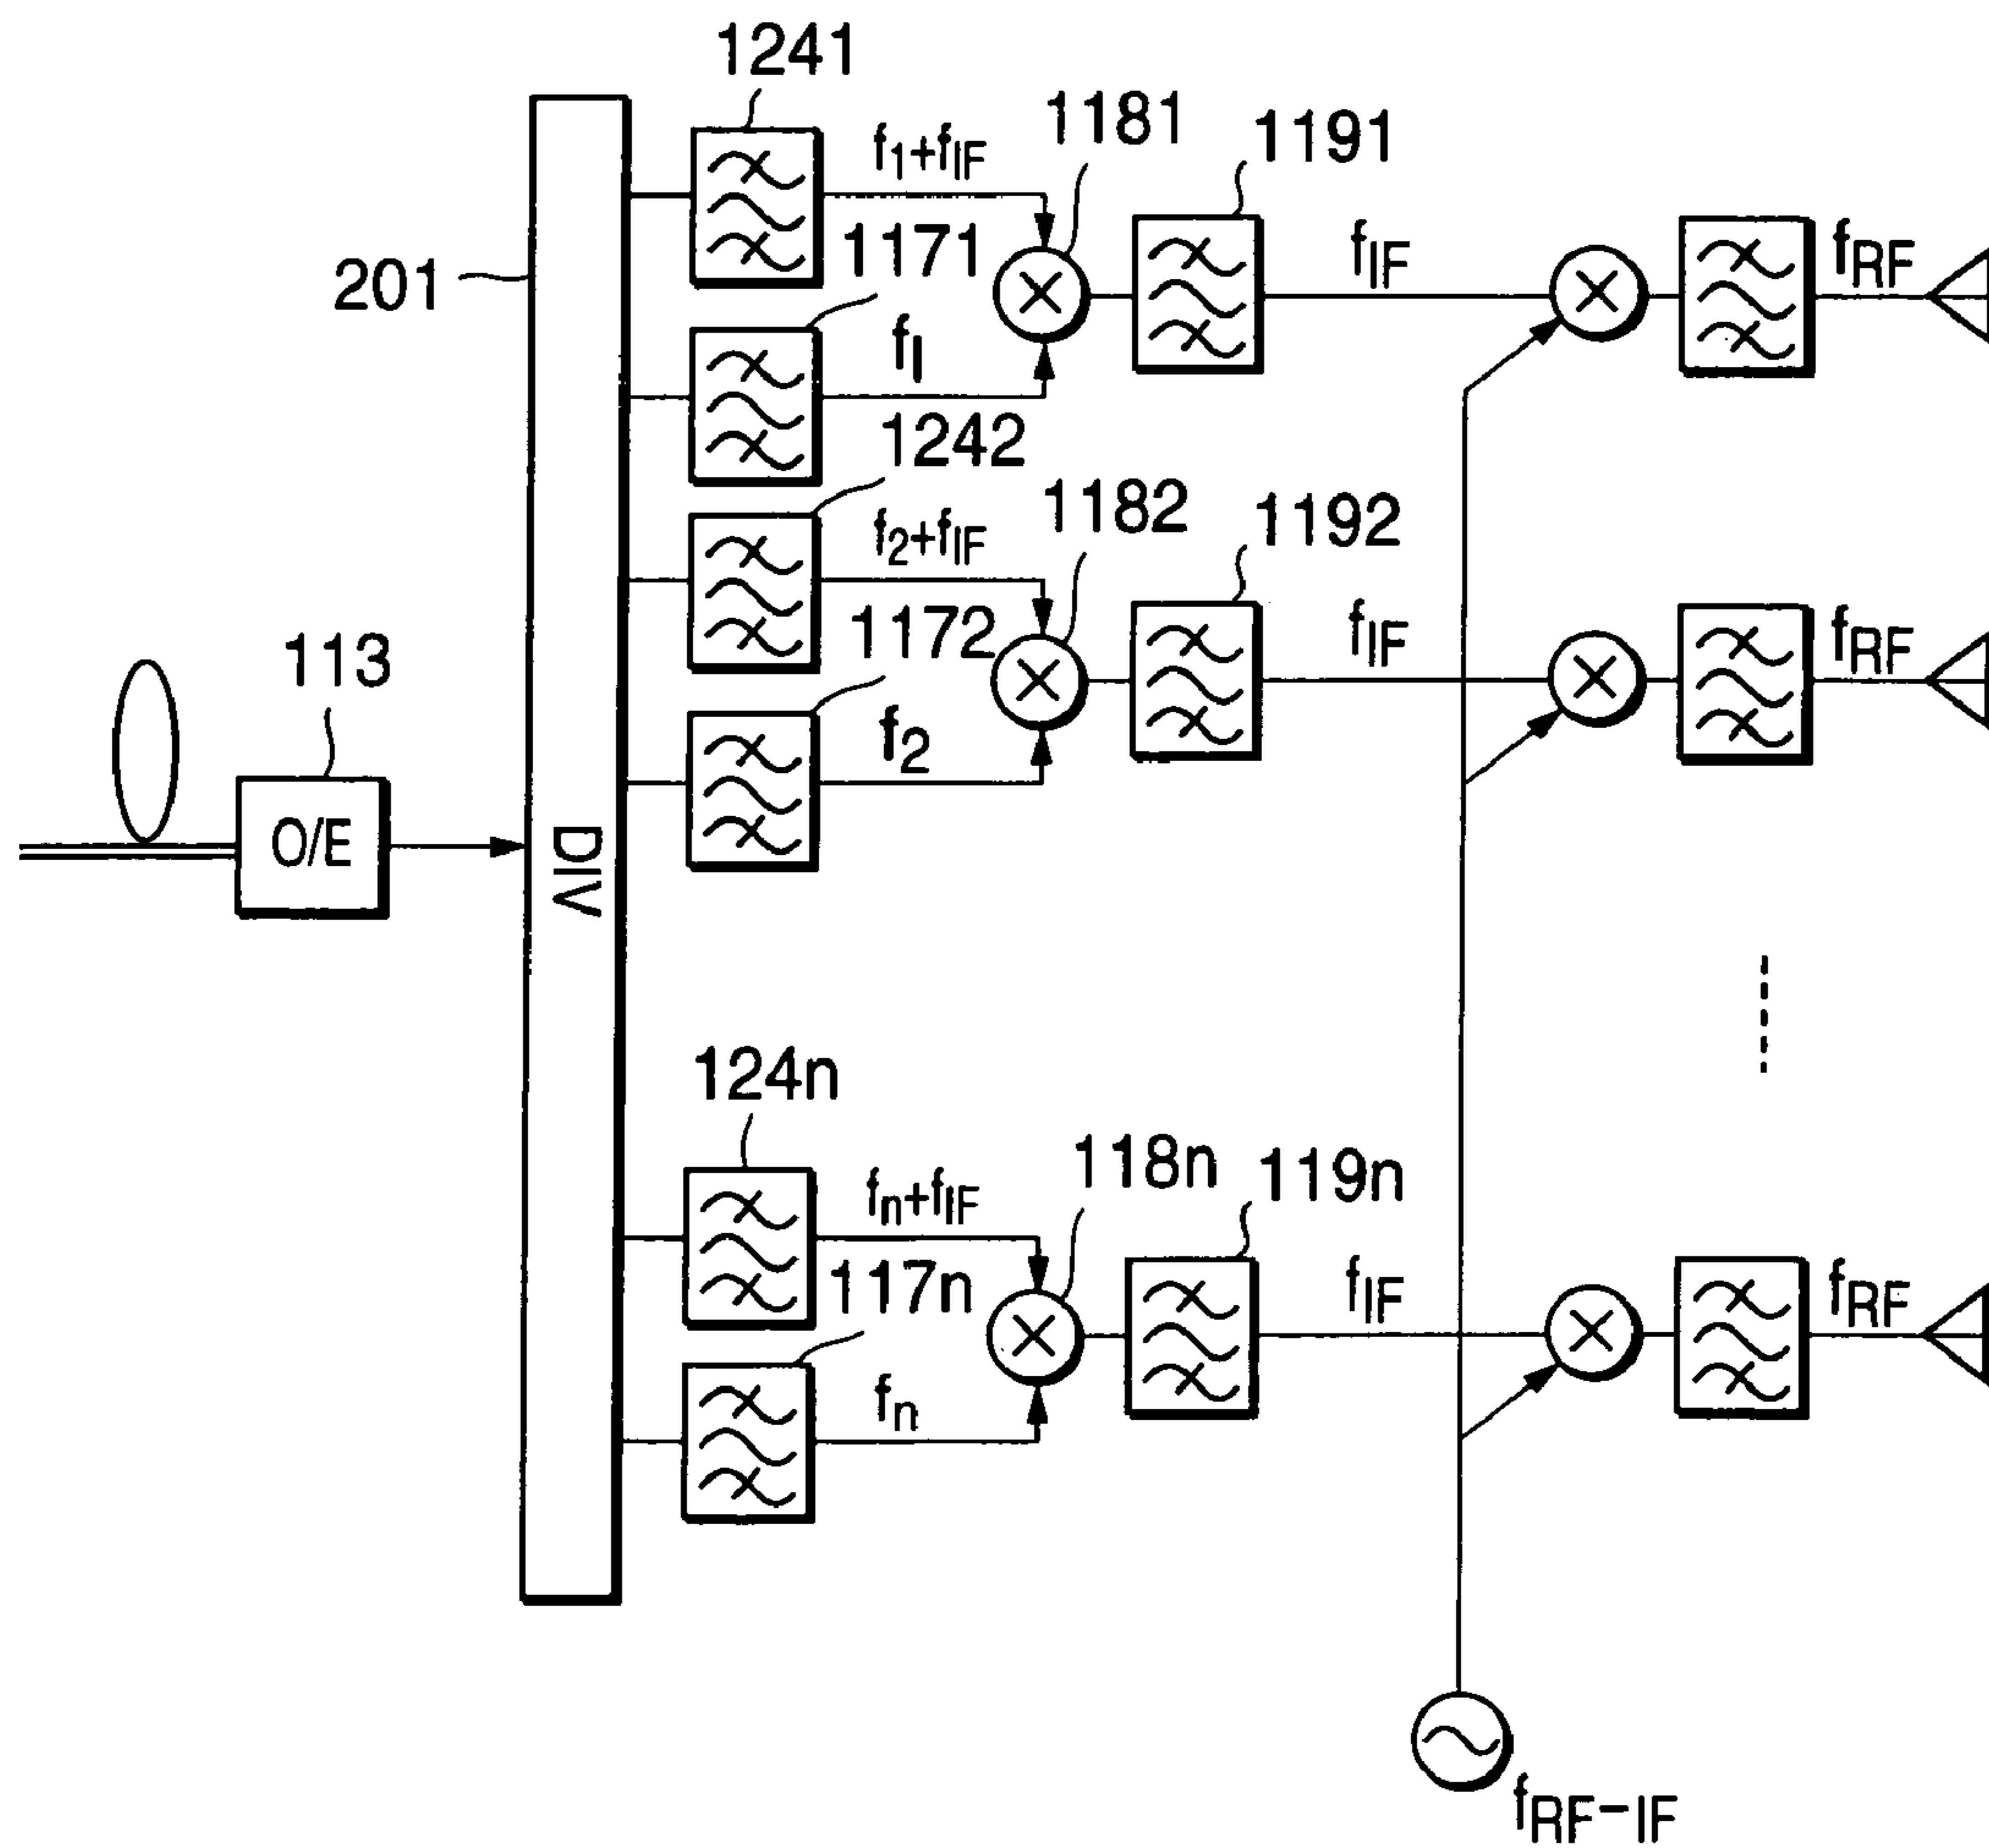 1241
f1+fIF
1181
1191
201
1171
fIF
fRF
f1
1242
f2+fIF
1182
1192
1172
fIF
fRF
f2
113
O/E
DIV
124n
fn+fIF
118n
119n
117n
fIF
fRF
fn
fRF-IF